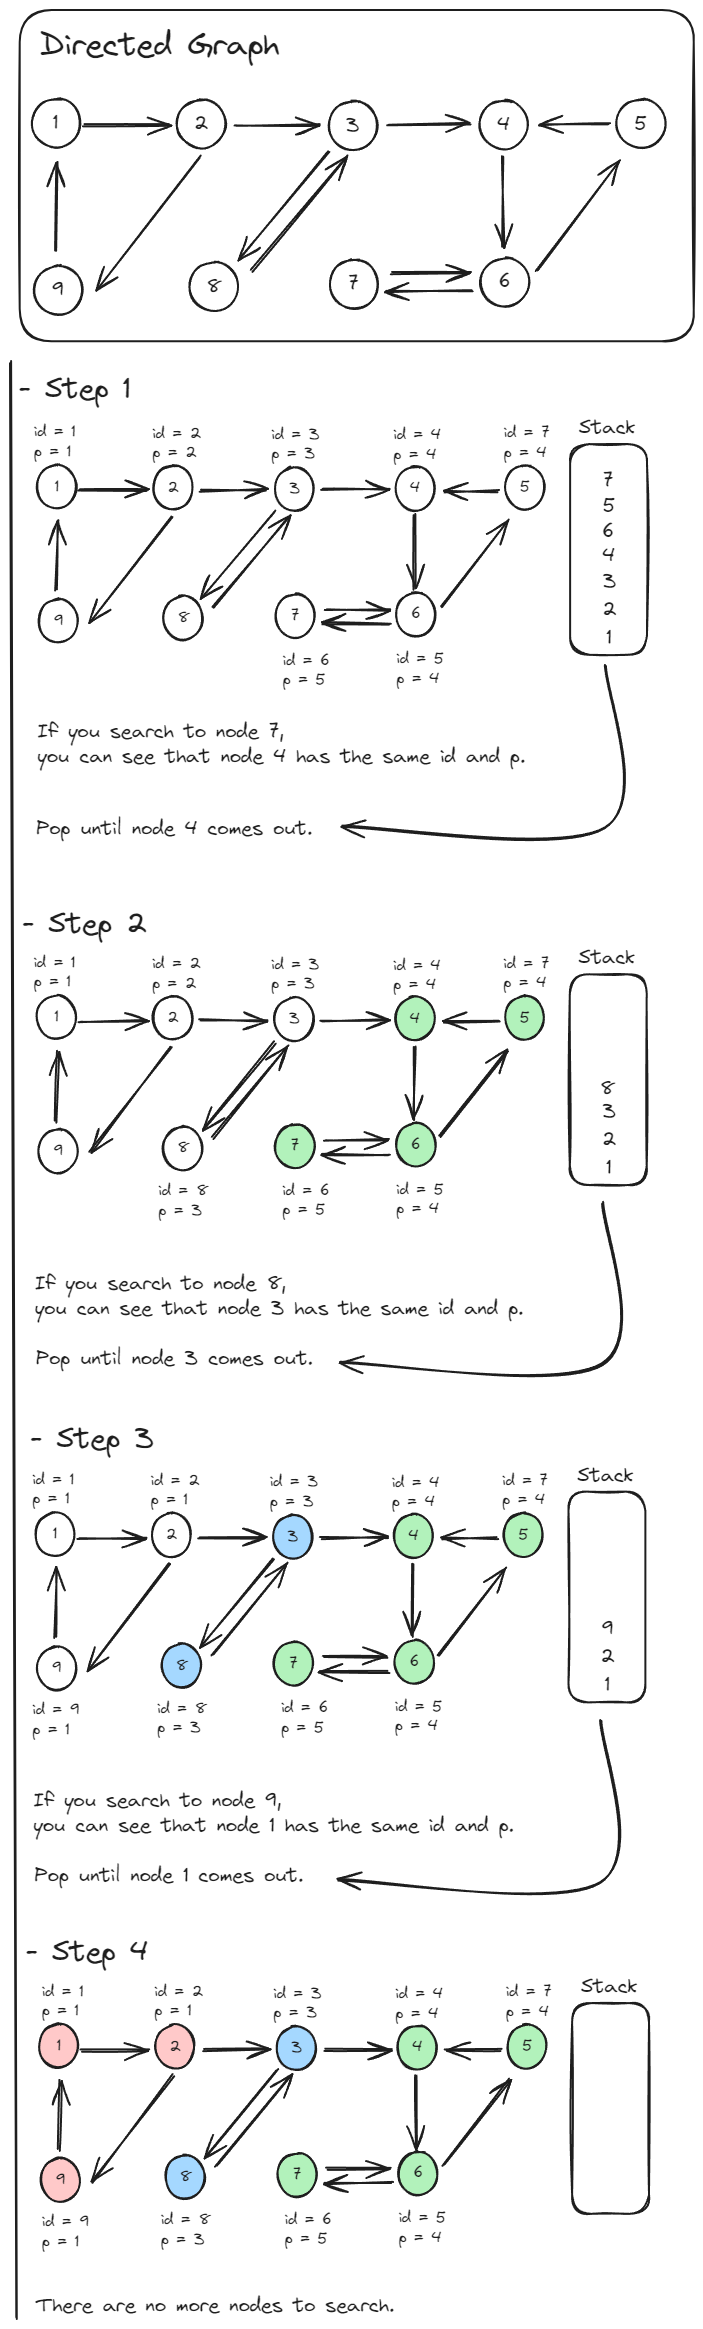 Directed Graph
1 2 3 4 5
9 8 7 6
- Step 1
id = 1 id = 2 id = 3 id = 4 id = 7 Stack
p = 1 p = 2 p = 3 p = 4 p = 4
1 2 3 4 5
9 8 7 6
id = 6 id = 5
p = 5 p = 4
7
5
6
4
3
2
1
If you search to node 7,
you can see that node 4 has the same id and p.
Pop until node 4 comes out.
- Step 2
id = 1 id = 2 id = 3 id = 4 id = 7 Stack
p = 1 p = 2 p = 3 p = 4 p = 4
1 2 3 4 5
9 8 7 6
id = 8 id = 6 id = 5
p = 3 p = 5 p = 4
8
3
2
1
If you search to node 8,
you can see that node 3 has the same id and p.
Pop until node 3 comes out.
- Step 3
id = 1 id = 2 id = 3 id = 4 id = 7 Stack
p = 1 p = 1 p = 3 p = 4 p = 4
1 2 3 4 5
9 8 7 6
id = 9 id = 8 id = 6 id = 5
p = 1 p = 3 p = 5 p = 4
9
2
1
If you search to node 9,
you can see that node 1 has the same id and p.
Pop until node 1 comes out.
- Step 4
id = 1 id = 2 id = 3 id = 4 id = 7 Stack
p = 1 p = 1 p = 3 p = 4 p = 4
1 2 3 4 5
9 8 7 6
id = 9 id = 8 id = 6 id = 5
p = 1 p = 3 p = 5 p = 4
There are no more nodes to search.